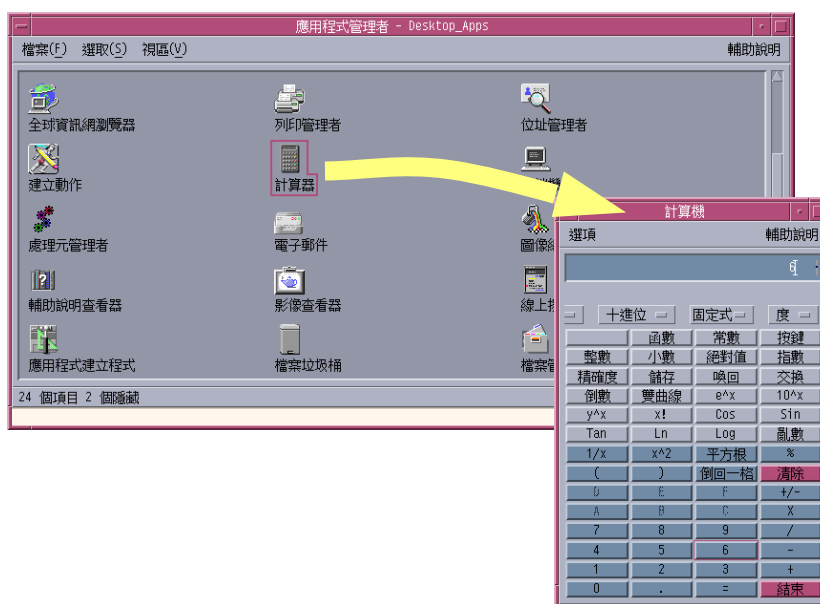 應用程式管理者 - Desktop_Apps
檔案(F) 選取(S) 視區(V) 輔助說明
全球資訊網瀏覽器 列印管理者 位址管理者
建立動作 計算器
處理元管理者 電子郵件 圖像
輔助說明查看器 影像查看器 線上
應用程式建立程式 檔案垃圾桶 檔案
24 個項目 2 個隱藏
計算機
選項 輔助說明
6
十進位 固定式 度
函數 常數 按鍵
整數 小數 絕對值 指數
精確度 儲存 喚回 交換
倒數 雙曲線 e^x 10^x
y^x x! Cos Sin
Tan Ln Log 亂數
1/x x^2 平方根 %
( ) 倒回一格 清除
D E F +/-
A B C X
7 8 9 /
4 5 6 -
1 2 3 +
0 . = 結束